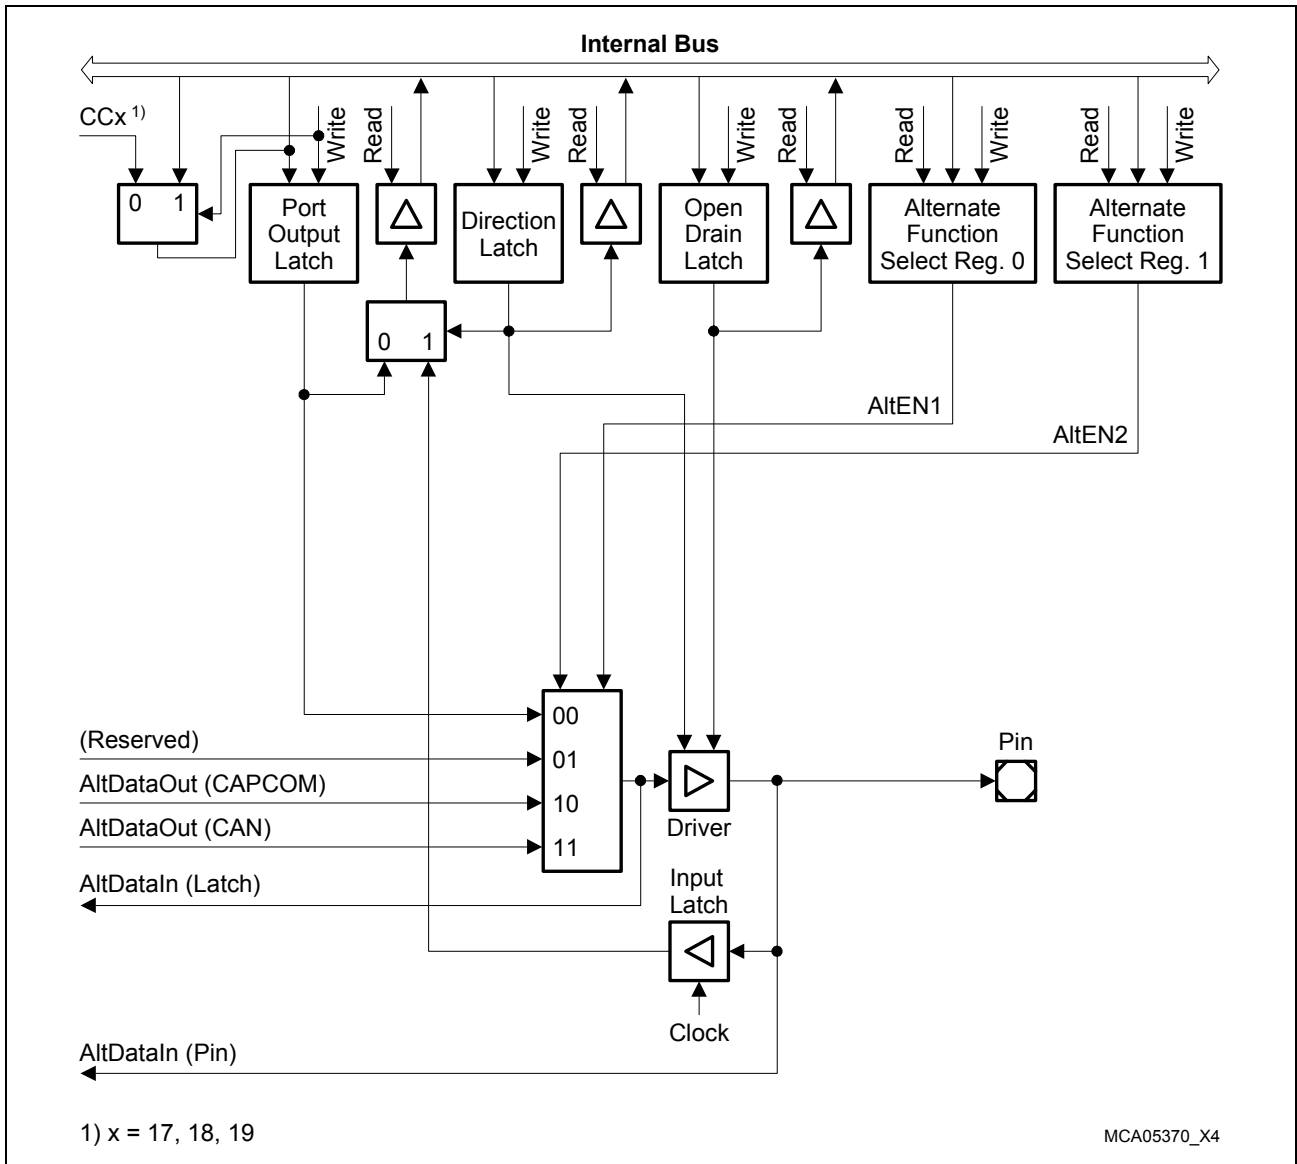 Internal Bus
CCx 1)
Write
Read
Write
Read
Write
Read
Read
Write
Read
Write
0 1
Port
Output
Latch
Direction
Latch
Open
Drain
Latch
Alternate
Function
Select Reg. 0
Alternate
Function
Select Reg. 1
0 1
AltEN1
AltEN2
(Reserved)
AltDataOut (CAPCOM)
AltDataOut (CAN)
AltDataIn (Latch)
00
01
10
11
Driver
Pin
Input
Latch
Clock
AltDataIn (Pin)
1) x = 17, 18, 19
MCA05370_X4